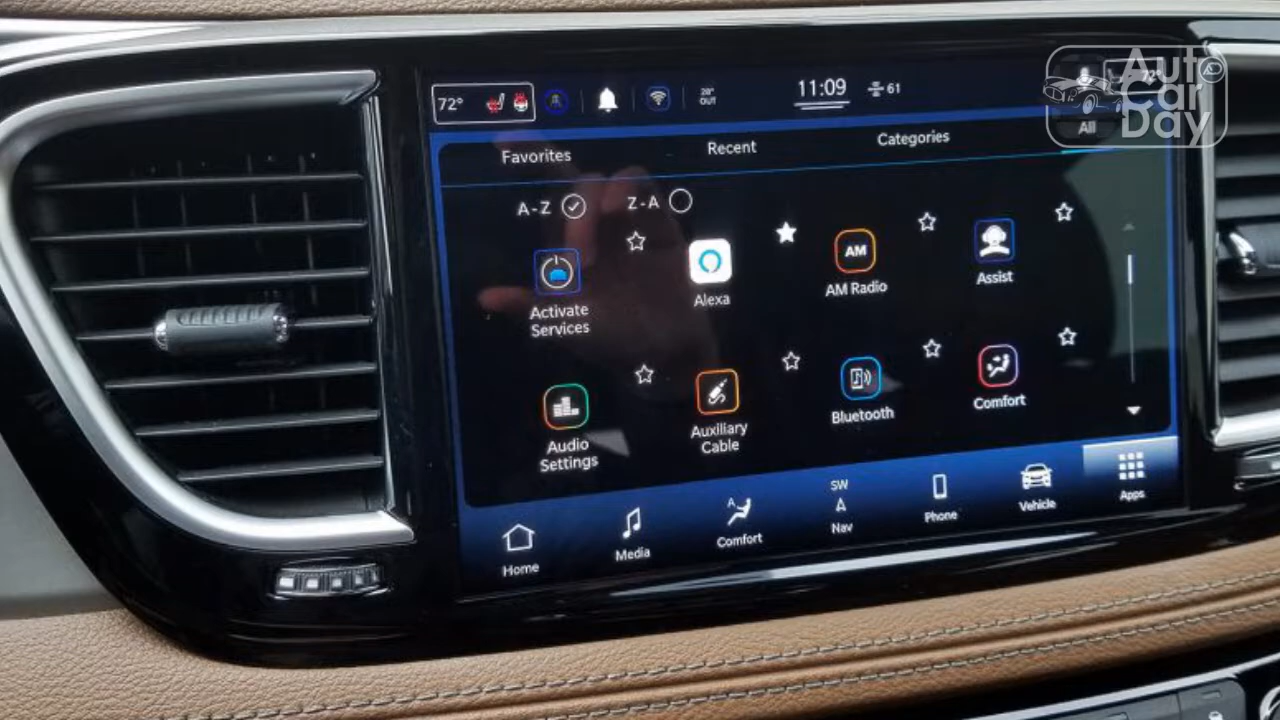 72°
28°
OUT
11:09
61
72°
Auto
Car
Day
Favorites
Recent
Categories
All
A-Z
Z-A
Activate
Services
Alexa
AM
AM Radio
Assist
Audio
Settings
Auxiliary
Cable
Bluetooth
Comfort
Home
Media
A
Comfort
SW
Nav
Phone
Vehicle
Apps